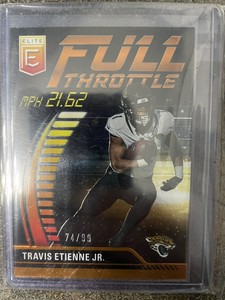 ELITE
E
FULL
THROTTLE
MPH 21.62
74/99
TRAVIS ETIENNE JR.